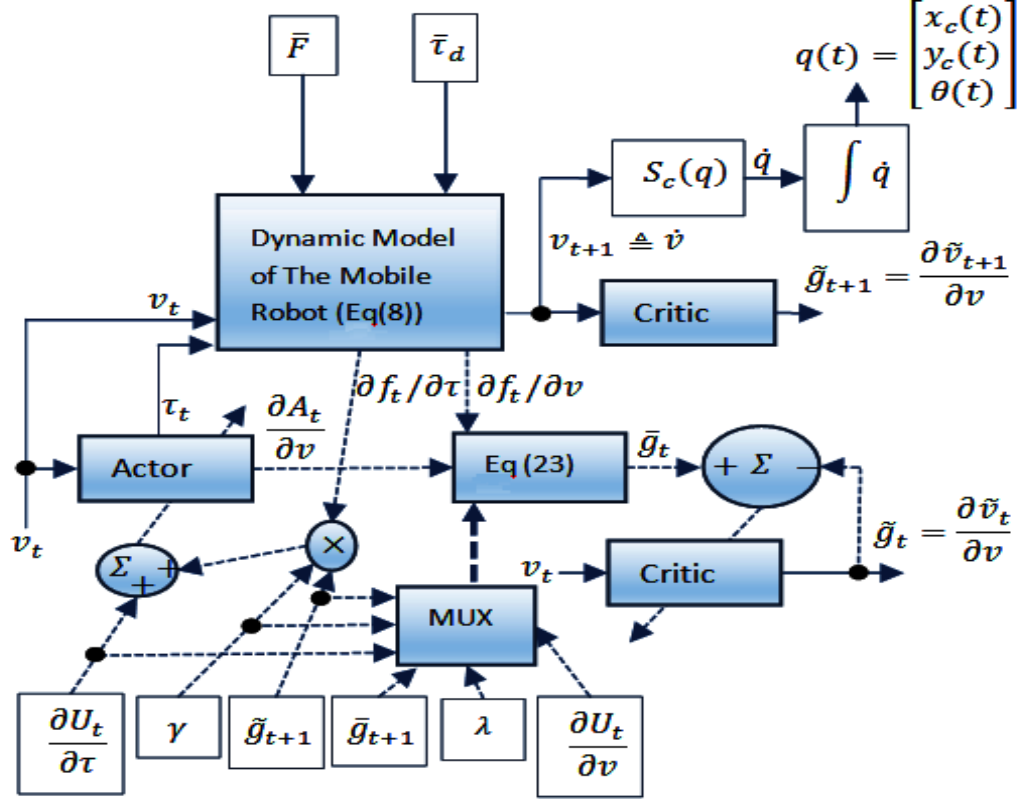 F̄
τ̄_d
q(t) = [x_c(t) y_c(t) θ(t)]
S_c(q)
q̇
∫ q̇
Dynamic Model
of The Mobile
Robot (Eq(8))
v_{t+1} ≜ v̇
g̃_{t+1} = ∂ṽ_{t+1}/∂v
Critic
v_t
∂f_t/∂τ
∂f_t/∂v
τ_t
∂A_t/∂v
Actor
Eq (23)
ḡ_t
+ Σ −
v_t
Σ + +
×
v_t
Critic
g̃_t = ∂ṽ_t/∂v
MUX
∂U_t/∂τ
γ
g̃_{t+1}
ḡ_{t+1}
λ
∂U_t/∂v